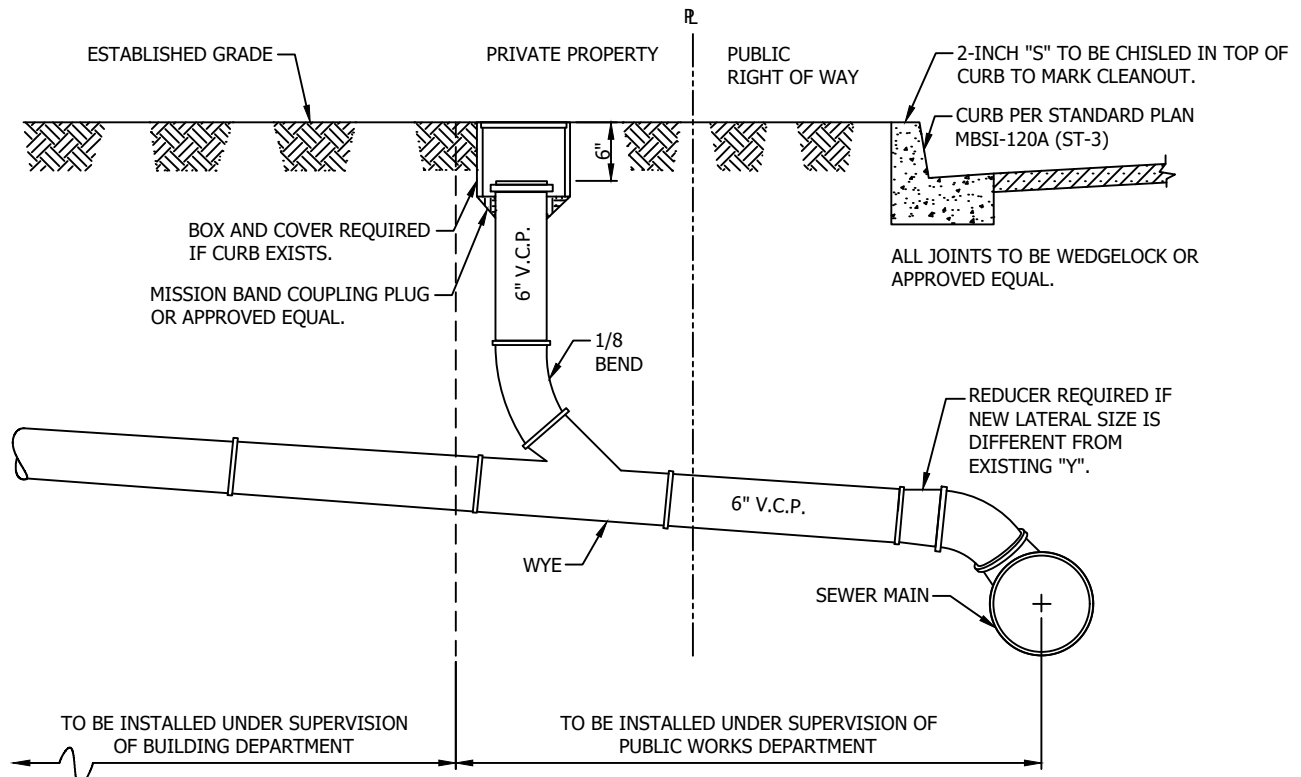 ESTABLISHED GRADE
PRIVATE PROPERTY
PL
PUBLIC
RIGHT OF WAY
2-INCH "S" TO BE CHISLED IN TOP OF
CURB TO MARK CLEANOUT.
CURB PER STANDARD PLAN
MBSI-120A (ST-3)
6"
BOX AND COVER REQUIRED
IF CURB EXISTS.
ALL JOINTS TO BE WEDGELOCK OR
APPROVED EQUAL.
MISSION BAND COUPLING PLUG
OR APPROVED EQUAL.
6" V.C.P.
1/8
BEND
REDUCER REQUIRED IF
NEW LATERAL SIZE IS
DIFFERENT FROM
EXISTING "Y".
6" V.C.P.
WYE
SEWER MAIN
TO BE INSTALLED UNDER SUPERVISION
OF BUILDING DEPARTMENT
TO BE INSTALLED UNDER SUPERVISION OF
PUBLIC WORKS DEPARTMENT